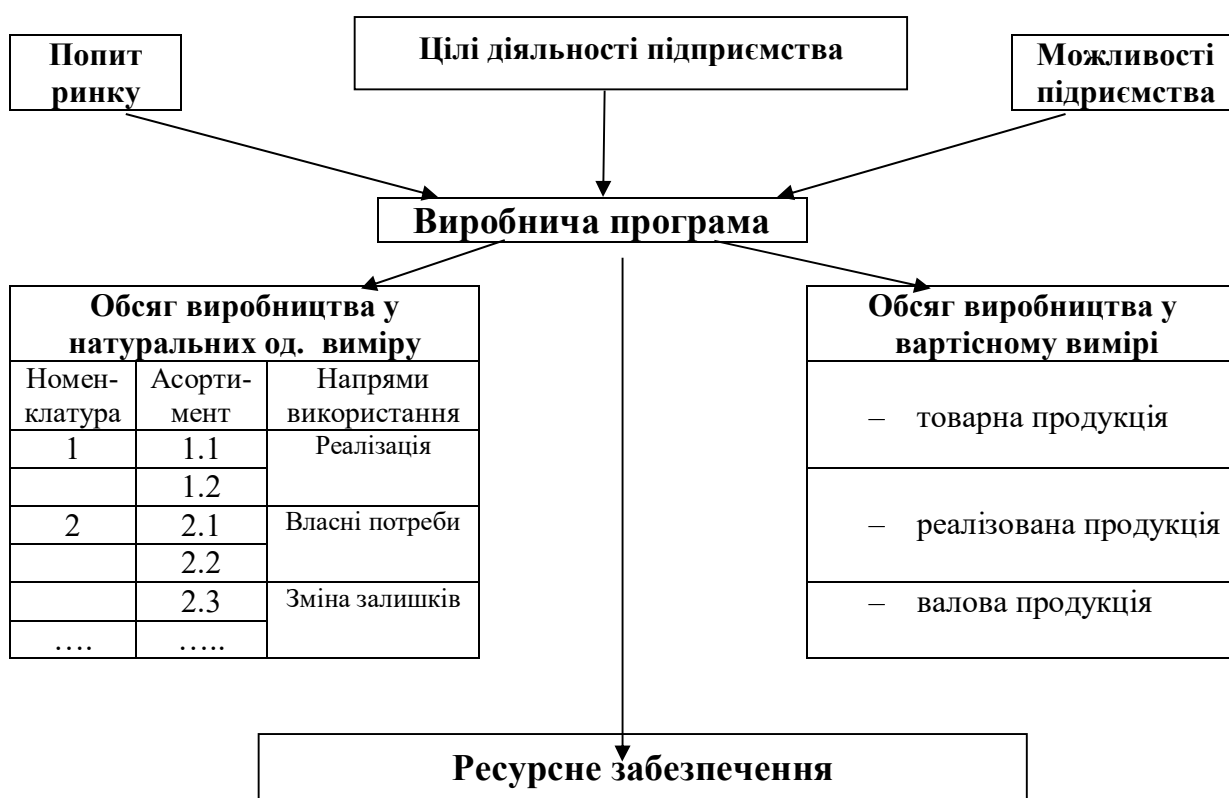 Попит
ринку
Цілі діяльності підприємства
Можливості
підриємства
Виробнича програма
Обсяг виробництва у
натуральних од. виміру
Номен-
клатура
Асорти-
мент
Напрями
використання
1
1.1
Реалізація
1.2
2
2.1
Власні потреби
2.2
2.3
Зміна залишків
….
…..
Обсяг виробництва у
вартісному вимірі
– товарна продукція
– реалізована продукція
– валова продукція
Ресурсне забезпечення